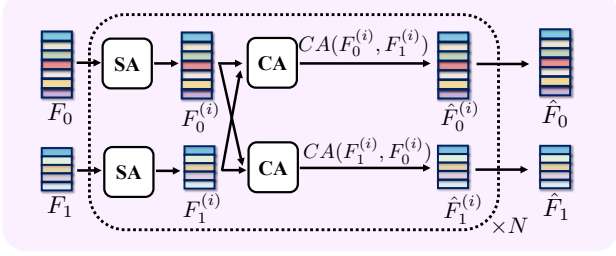 SA
F_0
F_0^{(i)}
CA
CA(F_0^{(i)}, F_1^{(i)})
\hat{F}_0^{(i)}
\hat{F}_0
SA
F_1
F_1^{(i)}
CA
CA(F_1^{(i)}, F_0^{(i)})
\hat{F}_1^{(i)}
\hat{F}_1
×N